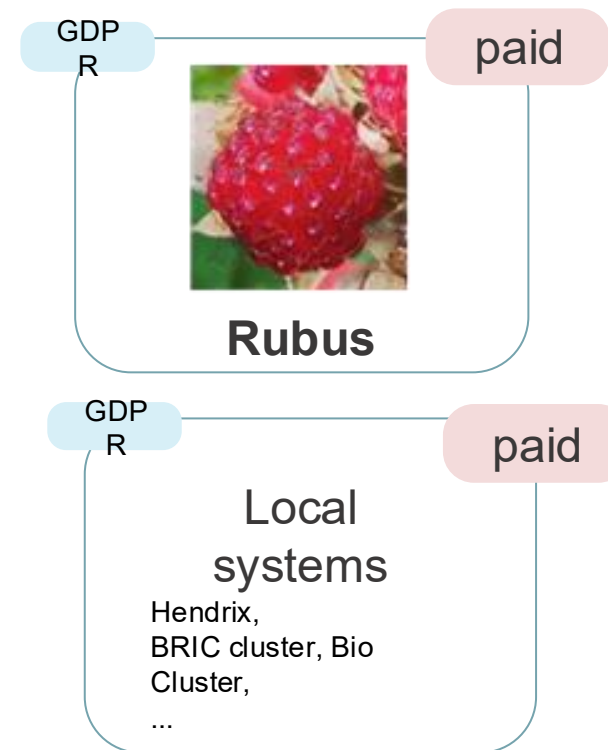 GDP
R
paid
Rubus
GDP
R
paid
Local
systems
Hendrix,
BRIC cluster, Bio
Cluster,
...